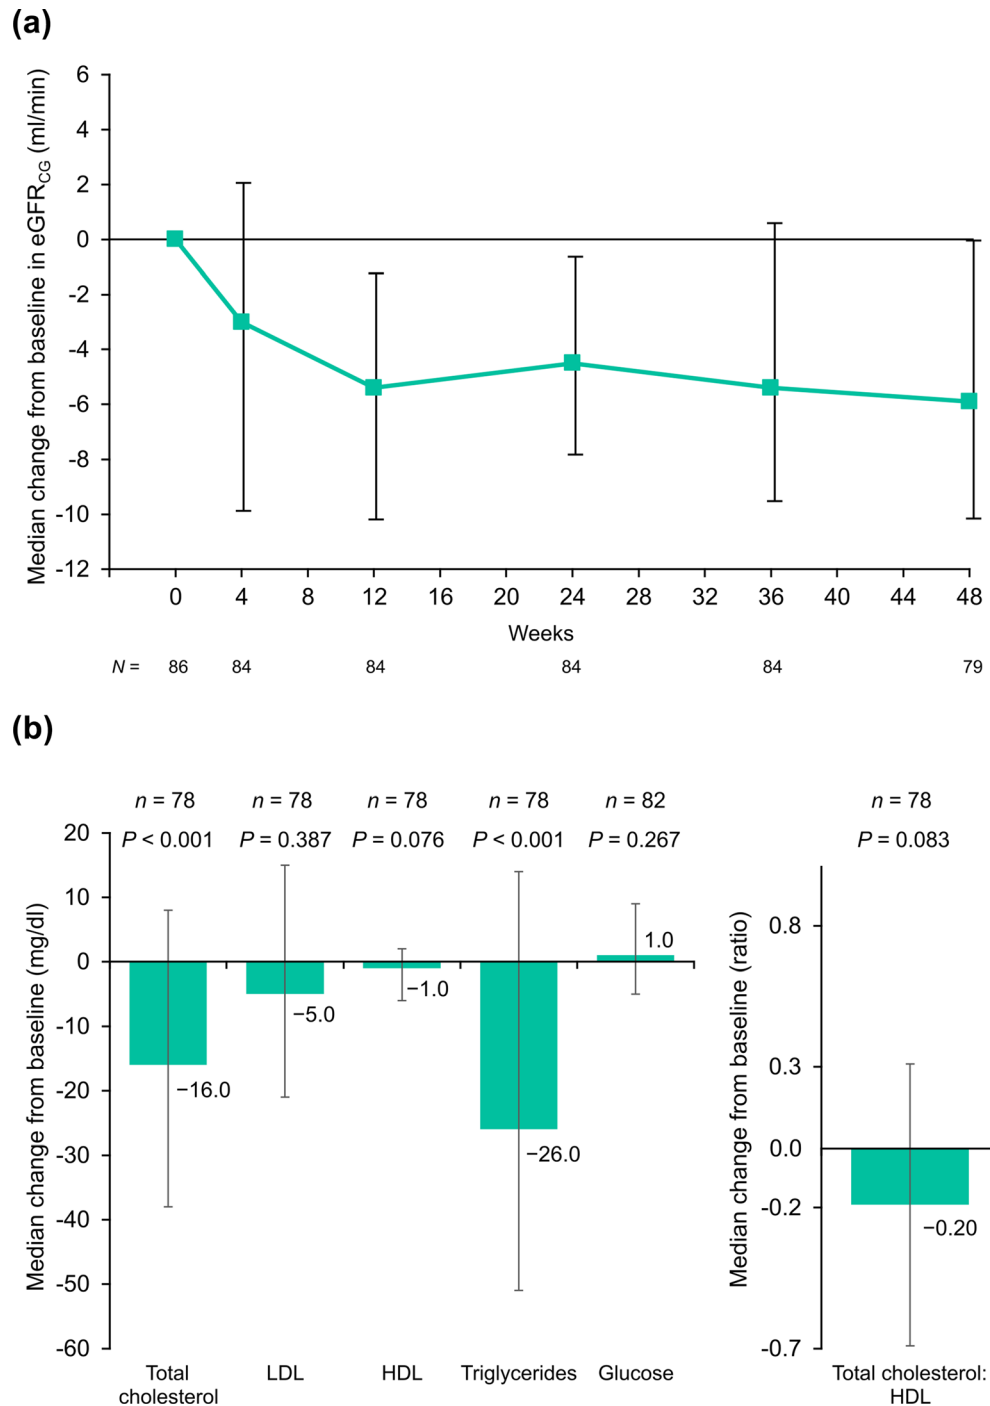 (a)
Median change from baseline in eGFRCG (ml/min)
6
4
2
0
-2
-4
-6
-8
-10
-12
0 4 8 12 16 20 24 28 32 36 40 44 48
Weeks
N = 86 84 84 84 84 79
(b)
n = 78 n = 78 n = 78 n = 78 n = 82
P < 0.001 P = 0.387 P = 0.076 P < 0.001 P = 0.267
Median change from baseline (mg/dl)
20
10
0
-10
-20
-30
-40
-50
-60
−16.0
−5.0
−1.0
−26.0
1.0
Total cholesterol
LDL
HDL
Triglycerides
Glucose
n = 78
P = 0.083
Median change from baseline (ratio)
0.8
0.3
0.0
-0.2
-0.7
−0.20
Total cholesterol:
HDL